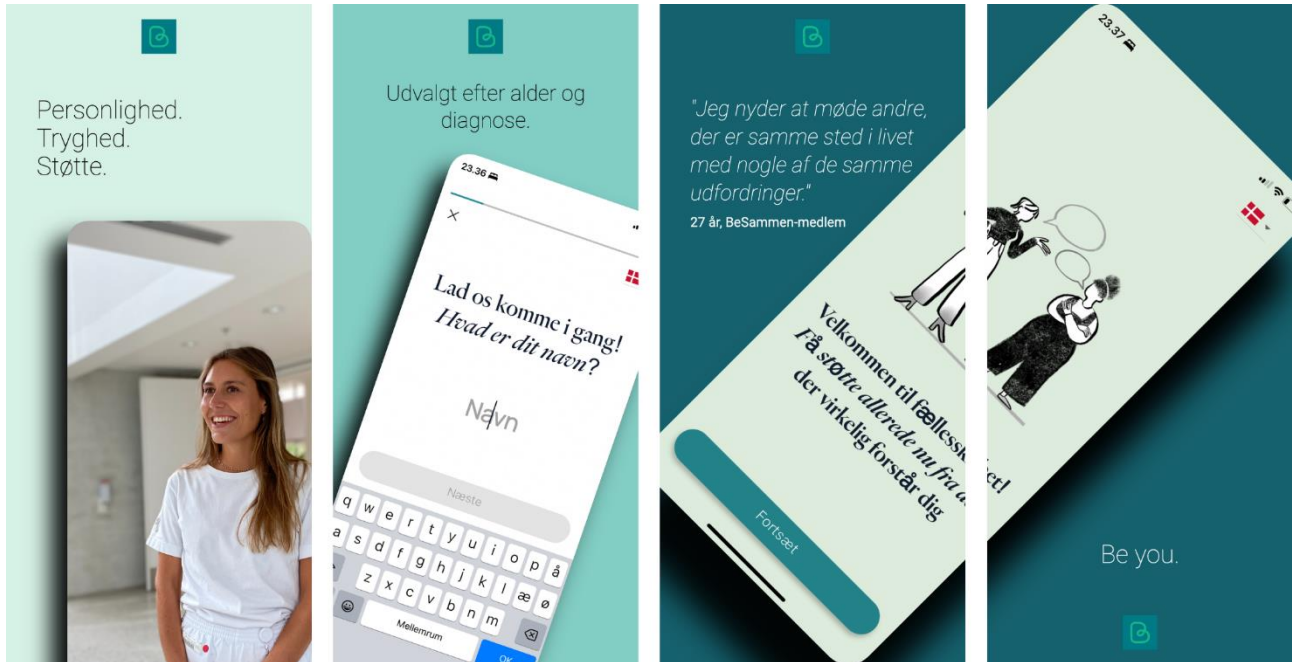 Personlighed.
Tryghed.
Støtte.
Udvalgt efter alder og
diagnose.
23.36
Lad os komme i gang!
Hvad er dit navn?
Navn
Næste
q w e r t y u i o p å
a s d f g h j k l æ ø
z x c v b n m
Mellemrum
OK
"Jeg nyder at møde andre,
der er samme sted i livet
med nogle af de samme
udfordringer."
27 år, BeSammen-medlem
Velkommen til fællessk
et!
Få støtte allerede nu fra
der virkelig forstår dig
Fortsæt
23.37
Be you.